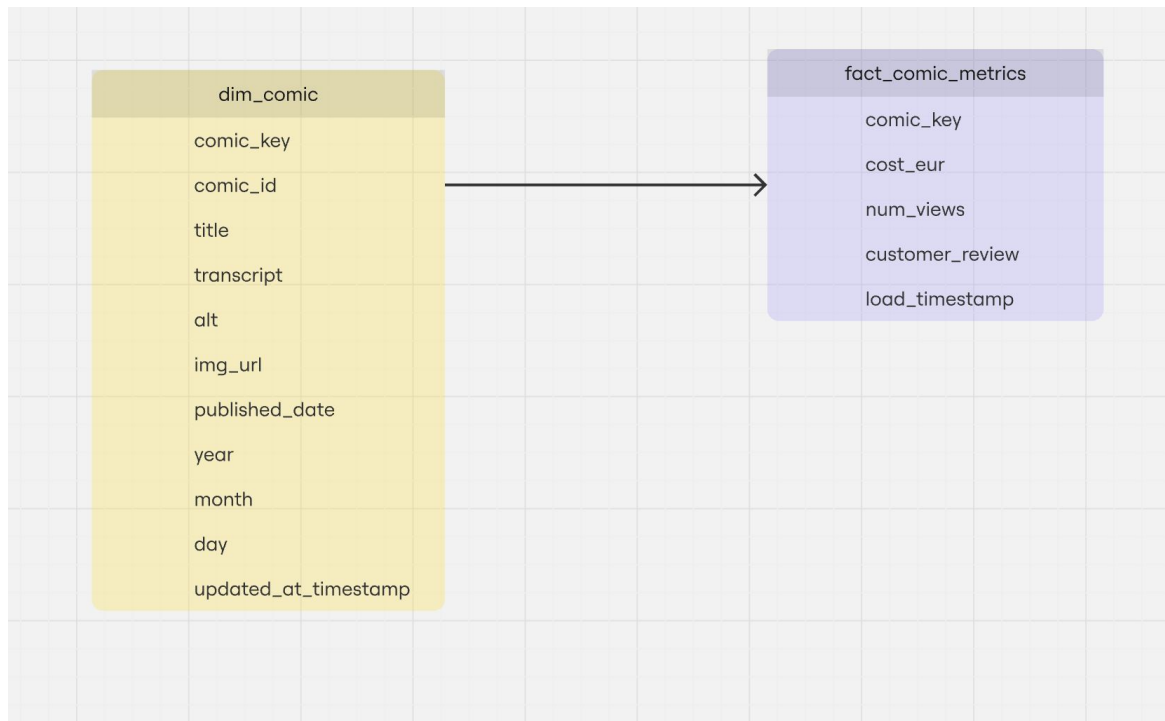 dim_comic
comic_key
comic_id
title
transcript
alt
img_url
published_date
year
month
day
updated_at_timestamp
fact_comic_metrics
comic_key
cost_eur
num_views
customer_review
load_timestamp